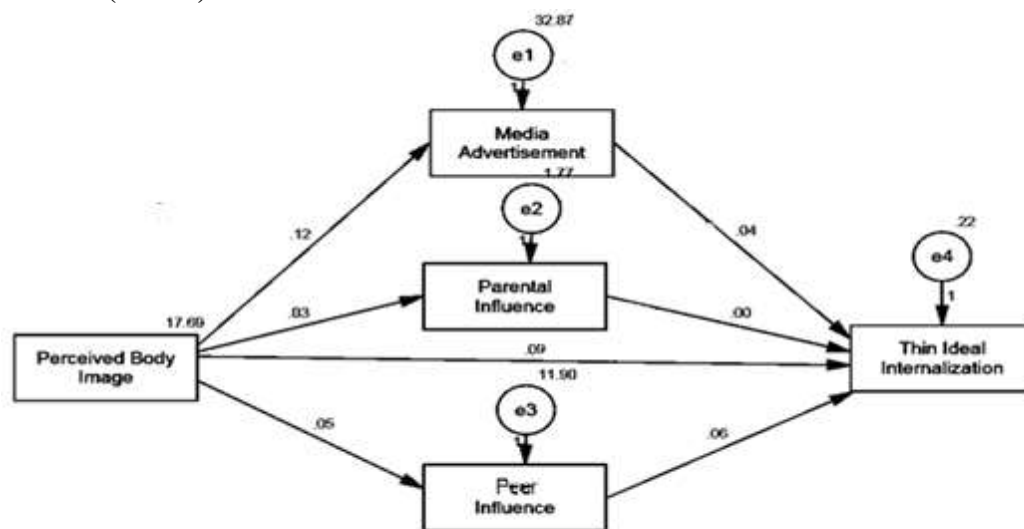 32.87
e1
1
Media
Advertisement
1.77
e2
1
.12
.04
.22
e4
Parental
Influence
1
.03
.00
17.69
Perceived Body
Image
.09
Thin Ideal
Internalization
11.90
e3
1
.05
.06
Peer
Influence